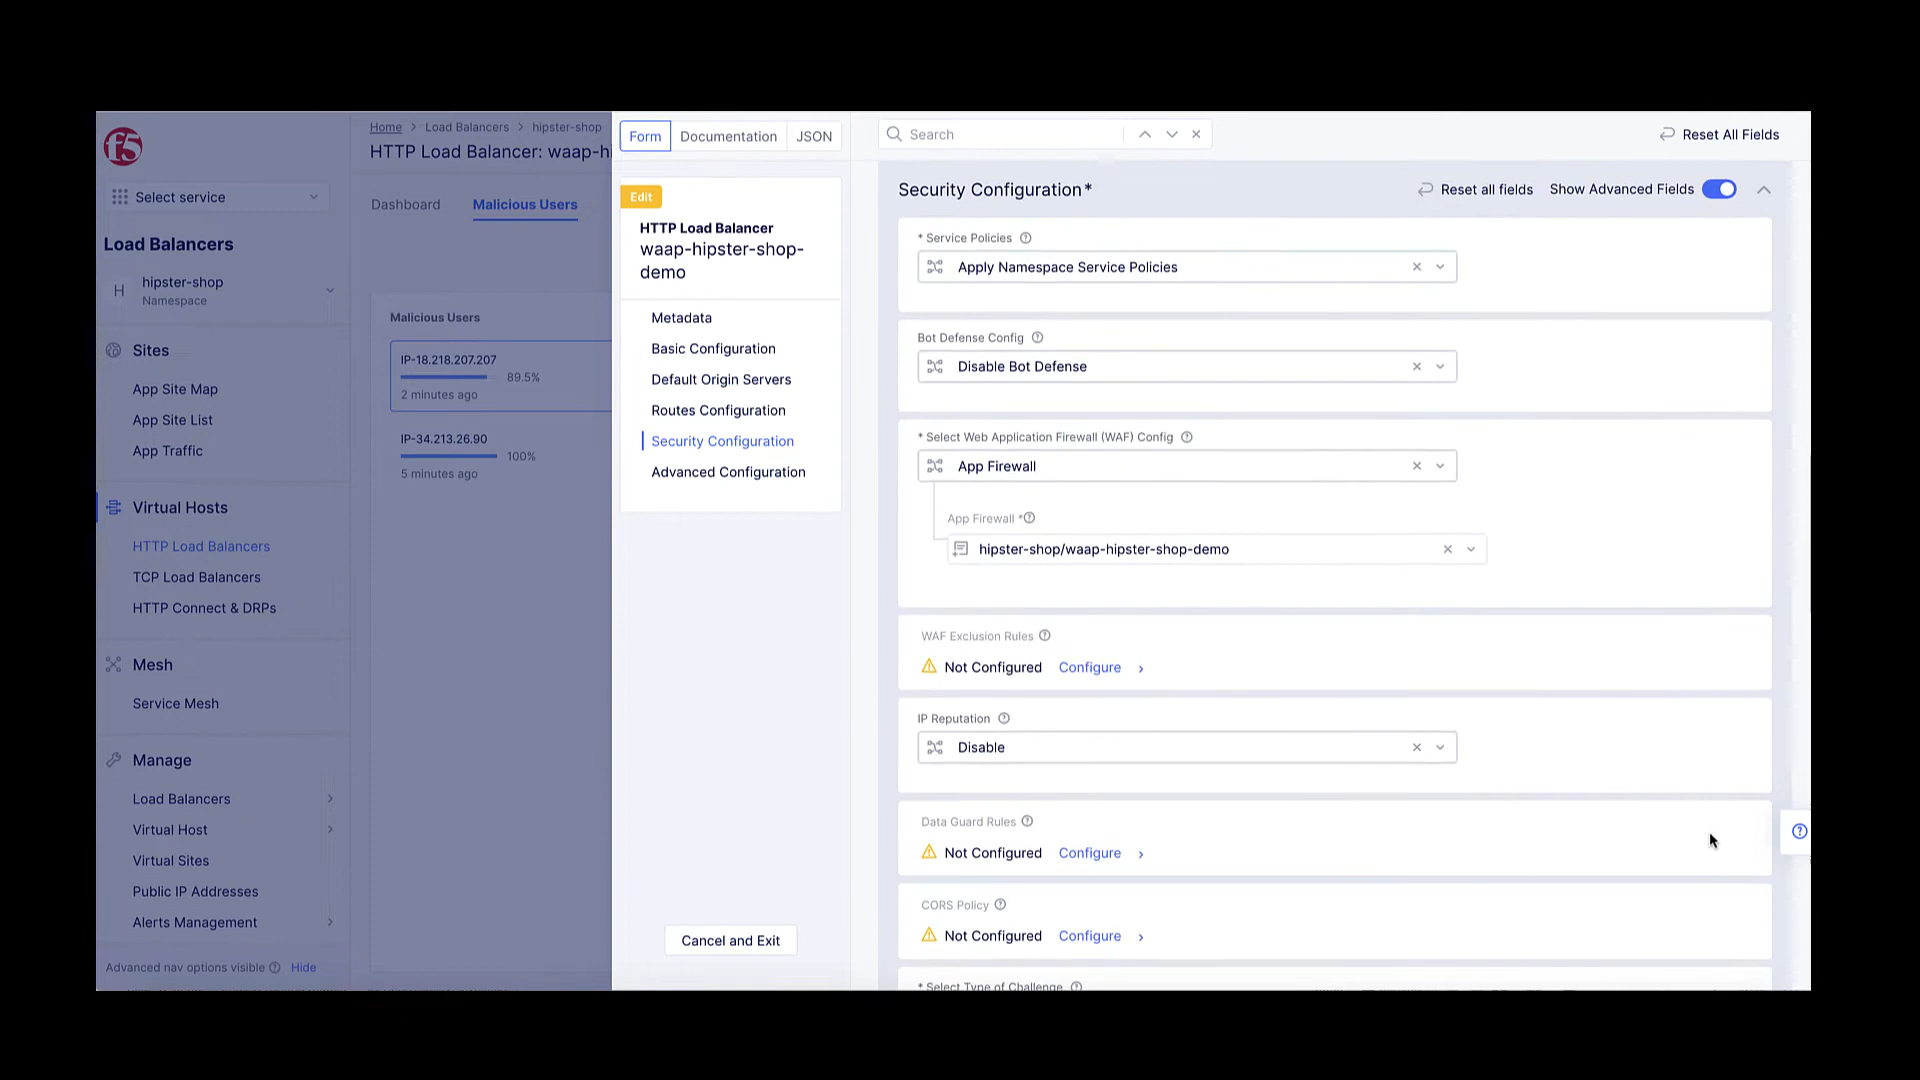 f5
Select service
Load Balancers
H
hipster-shop
Namespace
Sites
App Site Map
App Site List
App Traffic
Virtual Hosts
HTTP Load Balancers
TCP Load Balancers
HTTP Connect & DRPs
Mesh
Service Mesh
Manage
Load Balancers
Virtual Host
Virtual Sites
Public IP Addresses
Alerts Management
Advanced nav options visible Hide
Home > Load Balancers > hipster-shop
HTTP Load Balancer: waap-hi
Dashboard Malicious Users
Malicious Users
IP-18.218.207.207
89.5%
2 minutes ago
IP-34.213.26.90
100%
5 minutes ago
Form Documentation JSON
Edit
HTTP Load Balancer
waap-hipster-shop-
demo
Metadata
Basic Configuration
Default Origin Servers
Routes Configuration
Security Configuration
Advanced Configuration
Cancel and Exit
Search
Reset All Fields
Security Configuration*
Reset all fields Show Advanced Fields
* Service Policies
Apply Namespace Service Policies
Bot Defense Config
Disable Bot Defense
* Select Web Application Firewall (WAF) Config
App Firewall
App Firewall *
hipster-shop/waap-hipster-shop-demo
WAF Exclusion Rules
Not Configured Configure
IP Reputation
Disable
Data Guard Rules
Not Configured Configure
CORS Policy
Not Configured Configure
* Select Type of Challenge